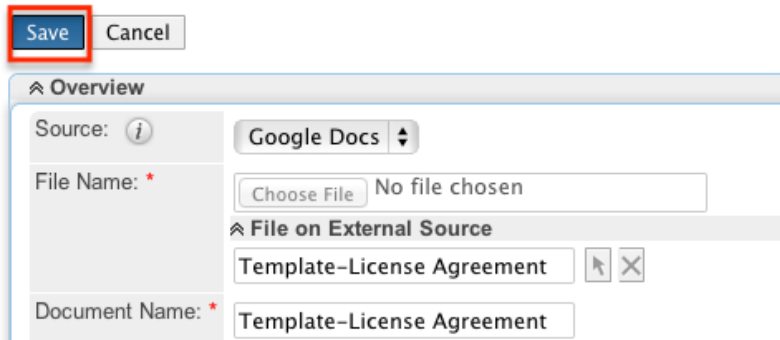 Save Cancel
Overview
Source: i Google Docs
File Name: * Choose File No file chosen
File on External Source
Template-License Agreement
Document Name: * Template-License Agreement